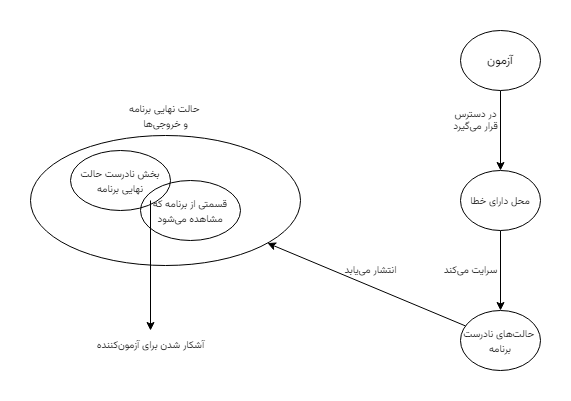 آزمون
در دسترس
قرار می‌گیرد
محل دارای خطا
سرایت می‌کند
حالت‌های نادرست
برنامه
انتشار می‌یابد
حالت نهایی برنامه
و خروجی‌ها
بخش نادرست حالت
نهایی برنامه
قسمتی از برنامه که
مشاهده می‌شود
آشکار شدن برای آزمون‌کننده